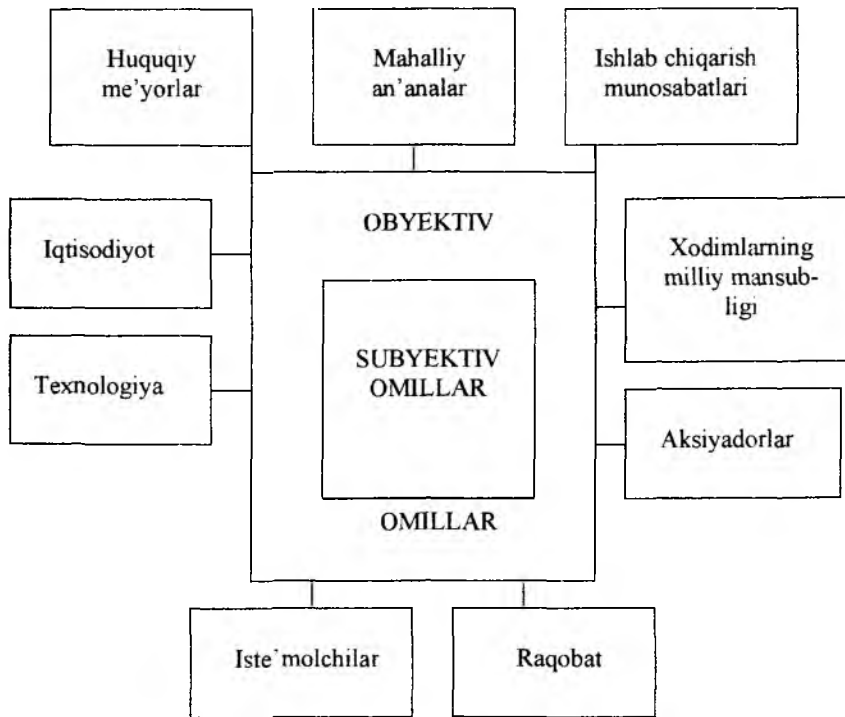 Huquqiy
me’yorlar
Mahalliy
an’analar
Ishlab chiqarish
munosabatlari
OBYEKTIV
Iqtisodiyot
Xodimlarning
milliy mansub-
ligi
SUBYEKTIV
OMILLAR
Texnologiya
Aksiyadorlar
OMILLAR
Iste’molchilar
Raqobat